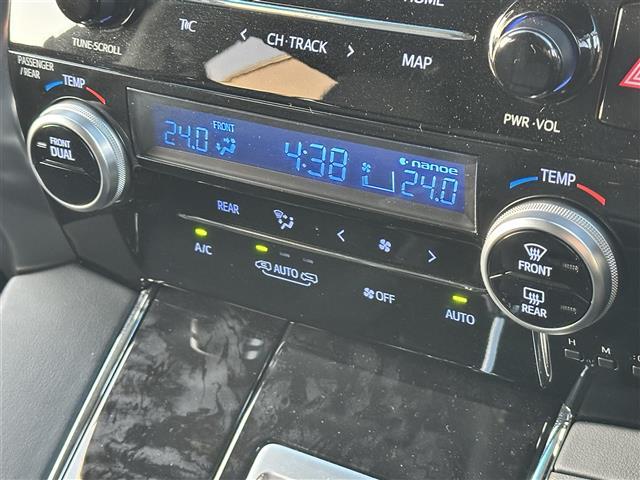 HOME
T\C
TUNE·SCROLL
< CH·TRACK >
MAP
PWR·VOL
PASSENGER
/REAR
TEMP
FRONT
DUAL
24.0 FRONT 4:38 nanoe 24.0
TEMP
FRONT
REAR
REAR
< >
A/C
AUTO
OFF
AUTO
H M